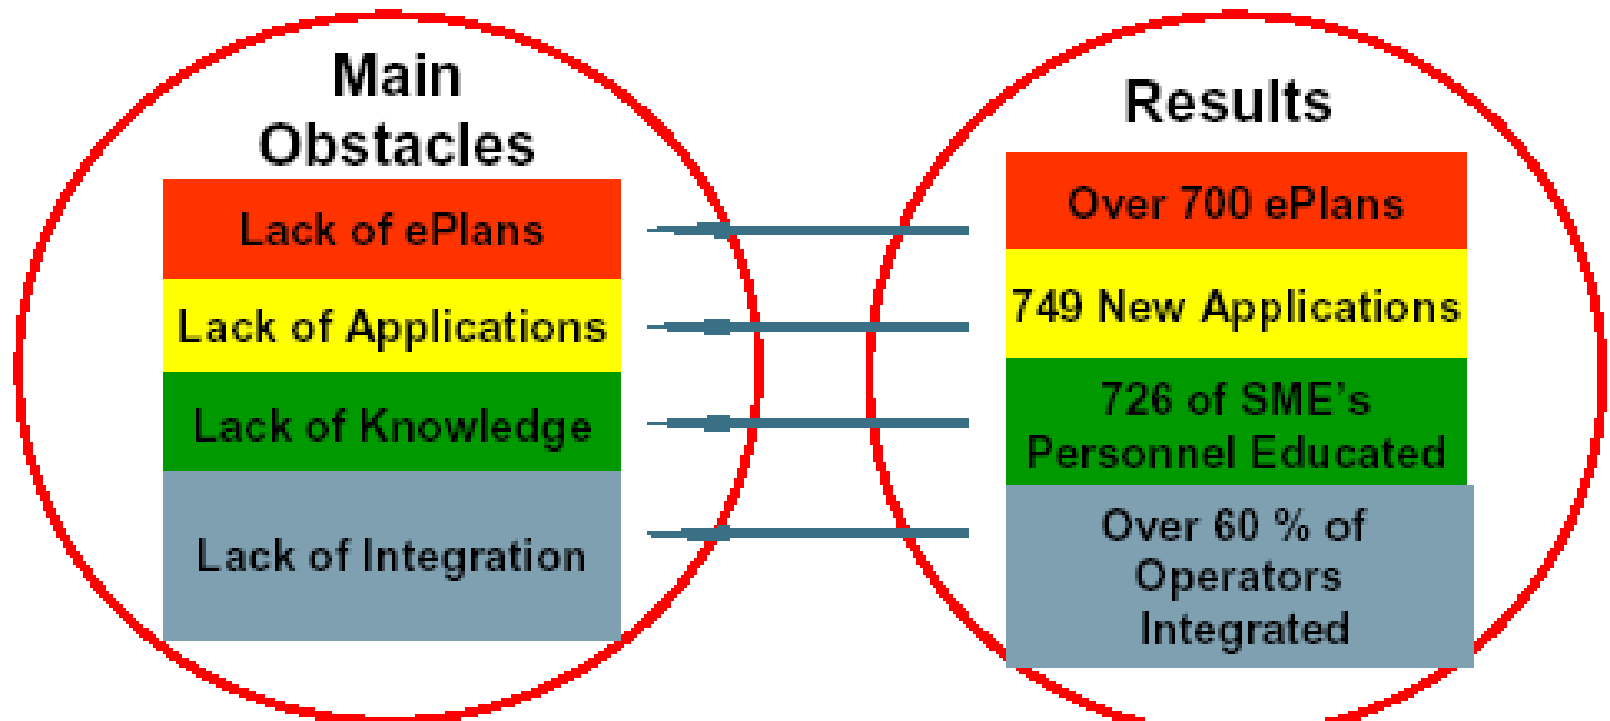 Main
Obstacles
Lack of ePlans
Lack of Applications
Lack of Knowledge
Lack of Integration
Results
Over 700 ePlans
749 New Applications
726 of SME's
Personnel Educated
Over 60 % of
Operators
Integrated